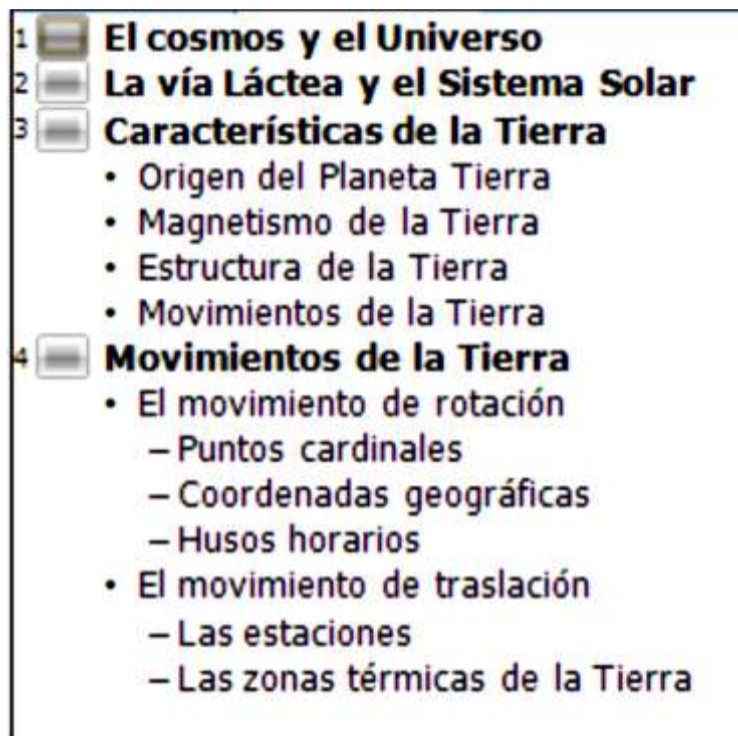 1 El cosmos y el Universo
2 La vía Láctea y el Sistema Solar
3 Características de la Tierra
• Origen del Planeta Tierra
• Magnetismo de la Tierra
• Estructura de la Tierra
• Movimientos de la Tierra
4 Movimientos de la Tierra
• El movimiento de rotación
– Puntos cardinales
– Coordenadas geográficas
– Husos horarios
• El movimiento de traslación
– Las estaciones
– Las zonas térmicas de la Tierra